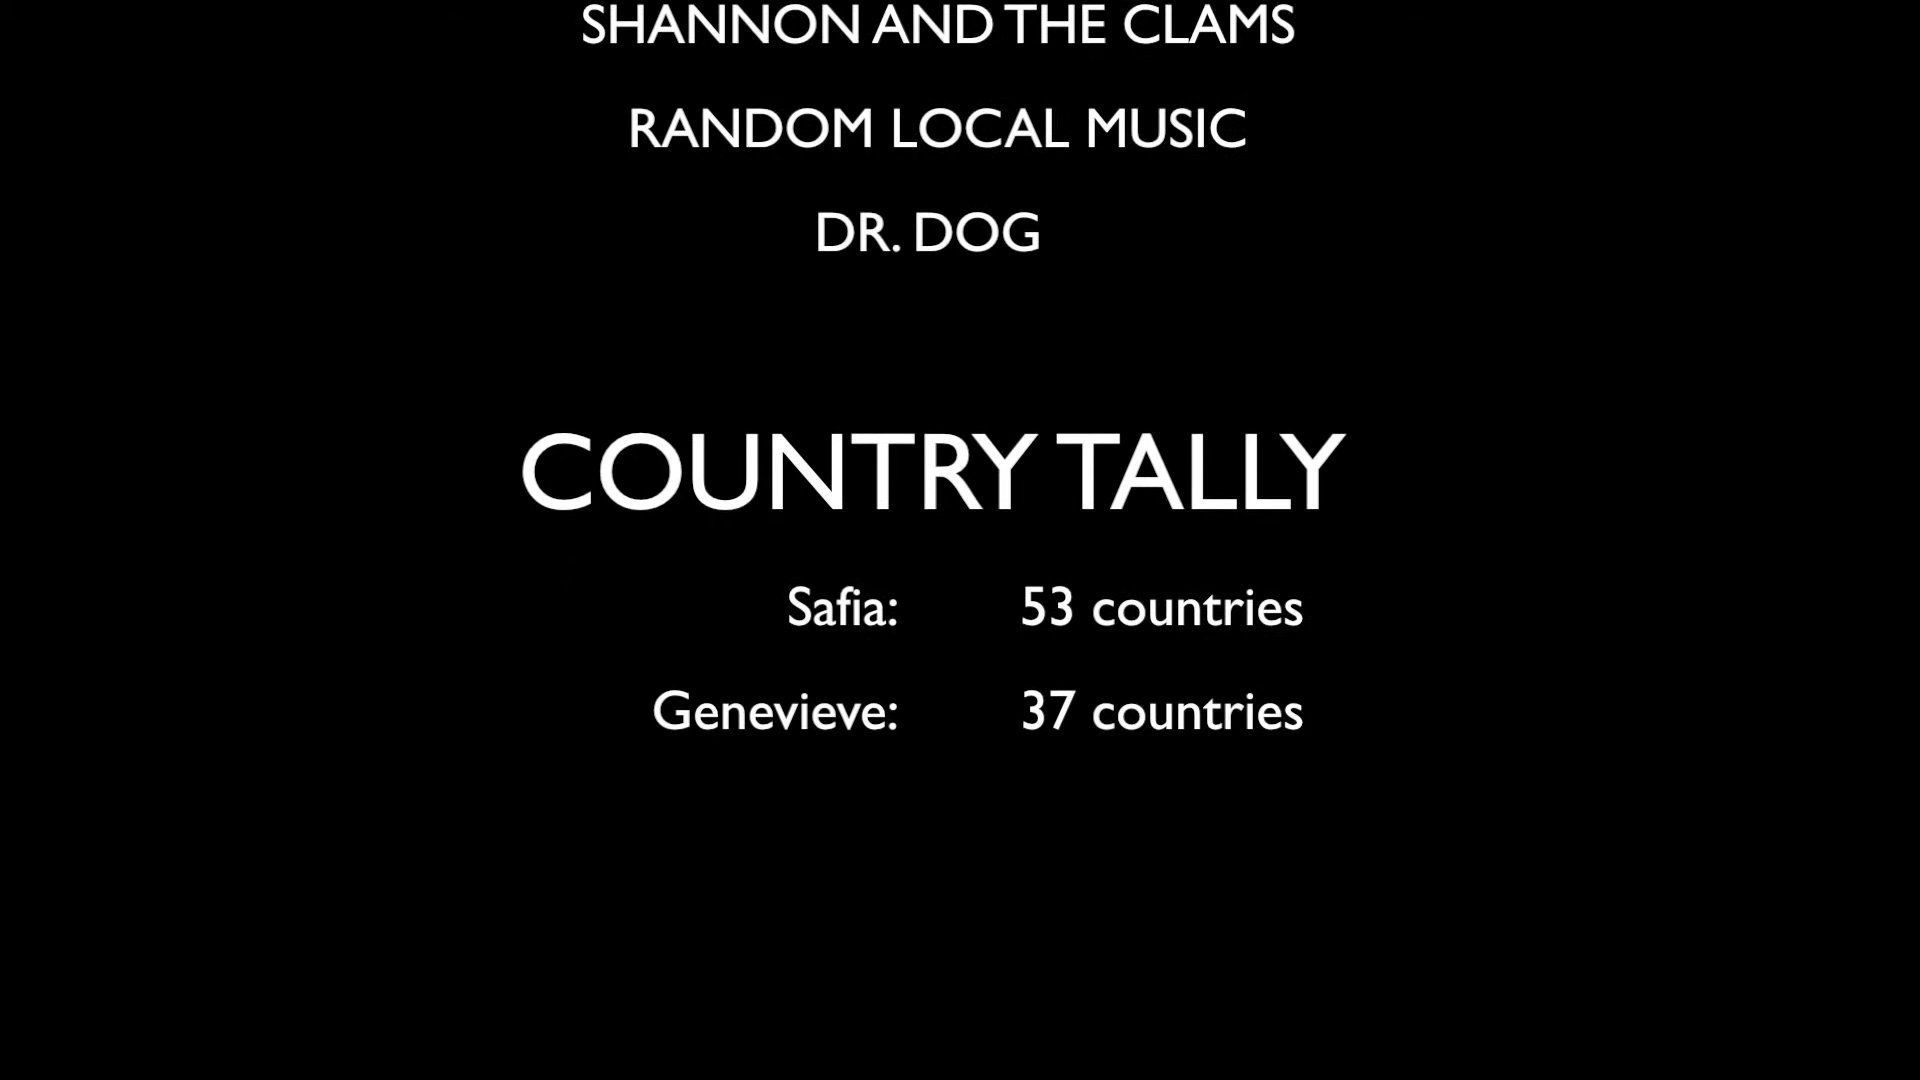 SHANNON AND THE CLAMS
RANDOM LOCAL MUSIC
DR. DOG
COUNTRY TALLY
Safia: 53 countries
Genevieve: 37 countries